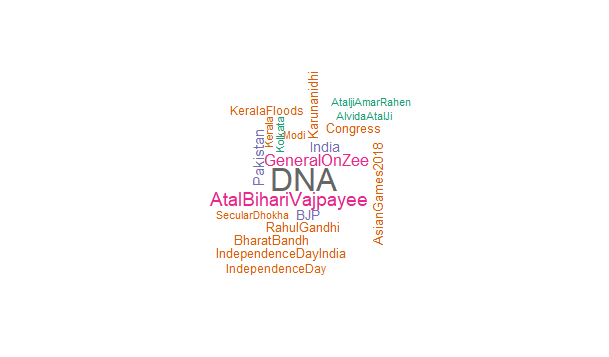 Karunanidhi
AtaljiAmarRahen
KeralaFloods
AlvidaAtalJi
Kerala
Kolkata
Congress
Modi
Pakistan
India
GeneralOnZee
DNA
AsianGames2018
AtalBihariVajpayee
SecularDhokha
BJP
RahulGandhi
BharatBandh
IndependenceDayIndia
IndependenceDay